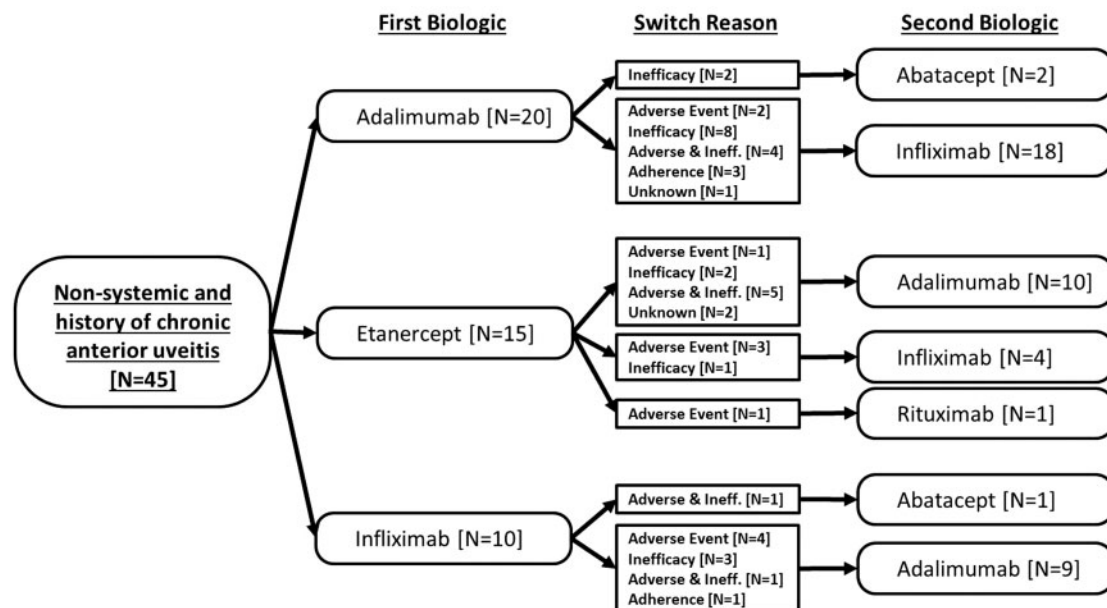 First Biologic
Switch Reason
Second Biologic
Non-systemic and
history of chronic
anterior uveitis
[N=45]
Adalimumab [N=20]
Inefficacy [N=2]
Abatacept [N=2]
Adverse Event [N=2]
Inefficacy [N=8]
Adverse & Ineff. [N=4]
Adherence [N=3]
Unknown [N=1]
Infliximab [N=18]
Etanercept [N=15]
Adverse Event [N=1]
Inefficacy [N=2]
Adverse & Ineff. [N=5]
Unknown [N=2]
Adalimumab [N=10]
Adverse Event [N=3]
Inefficacy [N=1]
Infliximab [N=4]
Adverse Event [N=1]
Rituximab [N=1]
Infliximab [N=10]
Adverse & Ineff. [N=1]
Abatacept [N=1]
Adverse Event [N=4]
Inefficacy [N=3]
Adverse & Ineff. [N=1]
Adherence [N=1]
Adalimumab [N=9]